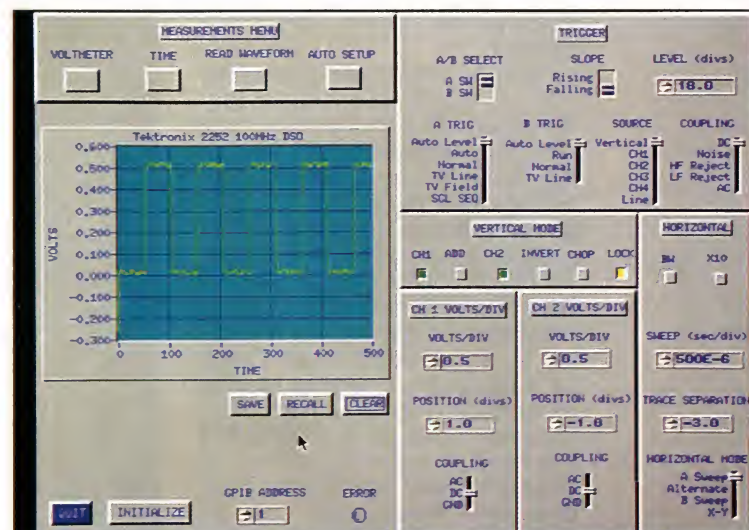 MEASUREMENTS MENU
VOLTMETER TIME READ WAVEFORM AUTO SETUP
Tektronix 2252 100MHz DSO
0.600
0.500
0.400
0.300
0.200
0.100
0.000
-0.100
-0.200
-0.300
VOLTS
0 100 200 300 400 500
TIME
SAVE RECALL CLEAR
GPIB ADDRESS ERROR
QUIT INITIALIZE 1
TRIGGER
A/B SELECT SLOPE LEVEL (divs)
A SW Rising
B SW Falling
18.0
A TRIG B TRIG SOURCE COUPLING
Auto Level Auto Level Vertical DC
Auto Run CH1 Noise
Normal Normal CH2 HF Reject
TV Line TV Line CH3 LF Reject
TV Field CH4 AC
SCL SEQ Line
VERTICAL MODE
CH1 ADD CH2 INVERT CHOP LOCK
HORIZONTAL
BW X10
CH 1 VOLTS/DIV CH 2 VOLTS/DIV
VOLTS/DIV VOLTS/DIV SWEEP (sec/div)
0.5 0.5 500E-6
POSITION (divs) POSITION (divs) TRACE SEPARATION
1.0 -1.0 -3.0
COUPLING COUPLING HORIZONTAL MODE
AC AC A Sweep
DC DC Alternate
GND GND B Sweep
X-Y